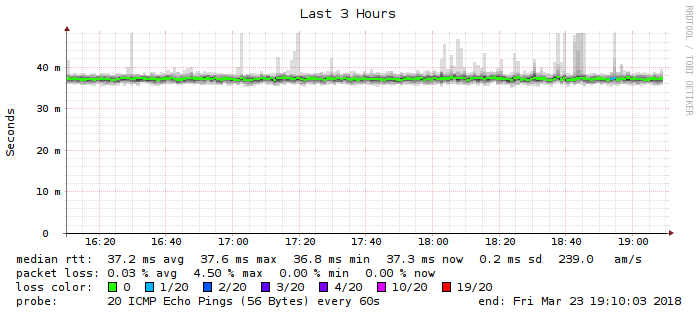 Last 3 Hours
RRDTOOL / TOBI OETIKER
Seconds
40 m
30 m
20 m
10 m
0
16:20 16:40 17:00 17:20 17:40 18:00 18:20 18:40 19:00
median rtt: 37.2 ms avg 37.6 ms max 36.8 ms min 37.3 ms now 0.2 ms sd 239.0 am/s
packet loss: 0.03 % avg 4.50 % max 0.00 % min 0.00 % now
loss color: 0 1/20 2/20 3/20 4/20 10/20 19/20
probe: 20 ICMP Echo Pings (56 Bytes) every 60s end: Fri Mar 23 19:10:03 2018